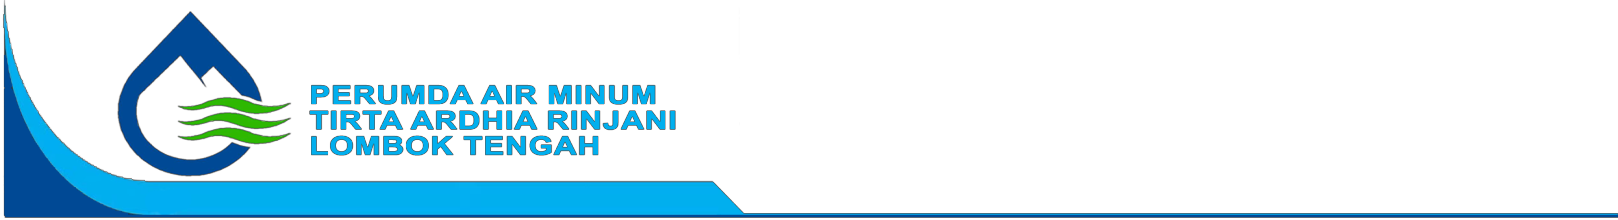 PERUMDA AIR MINUM
TIRTA ARDHIA RINJANI
LOMBOK TENGAH